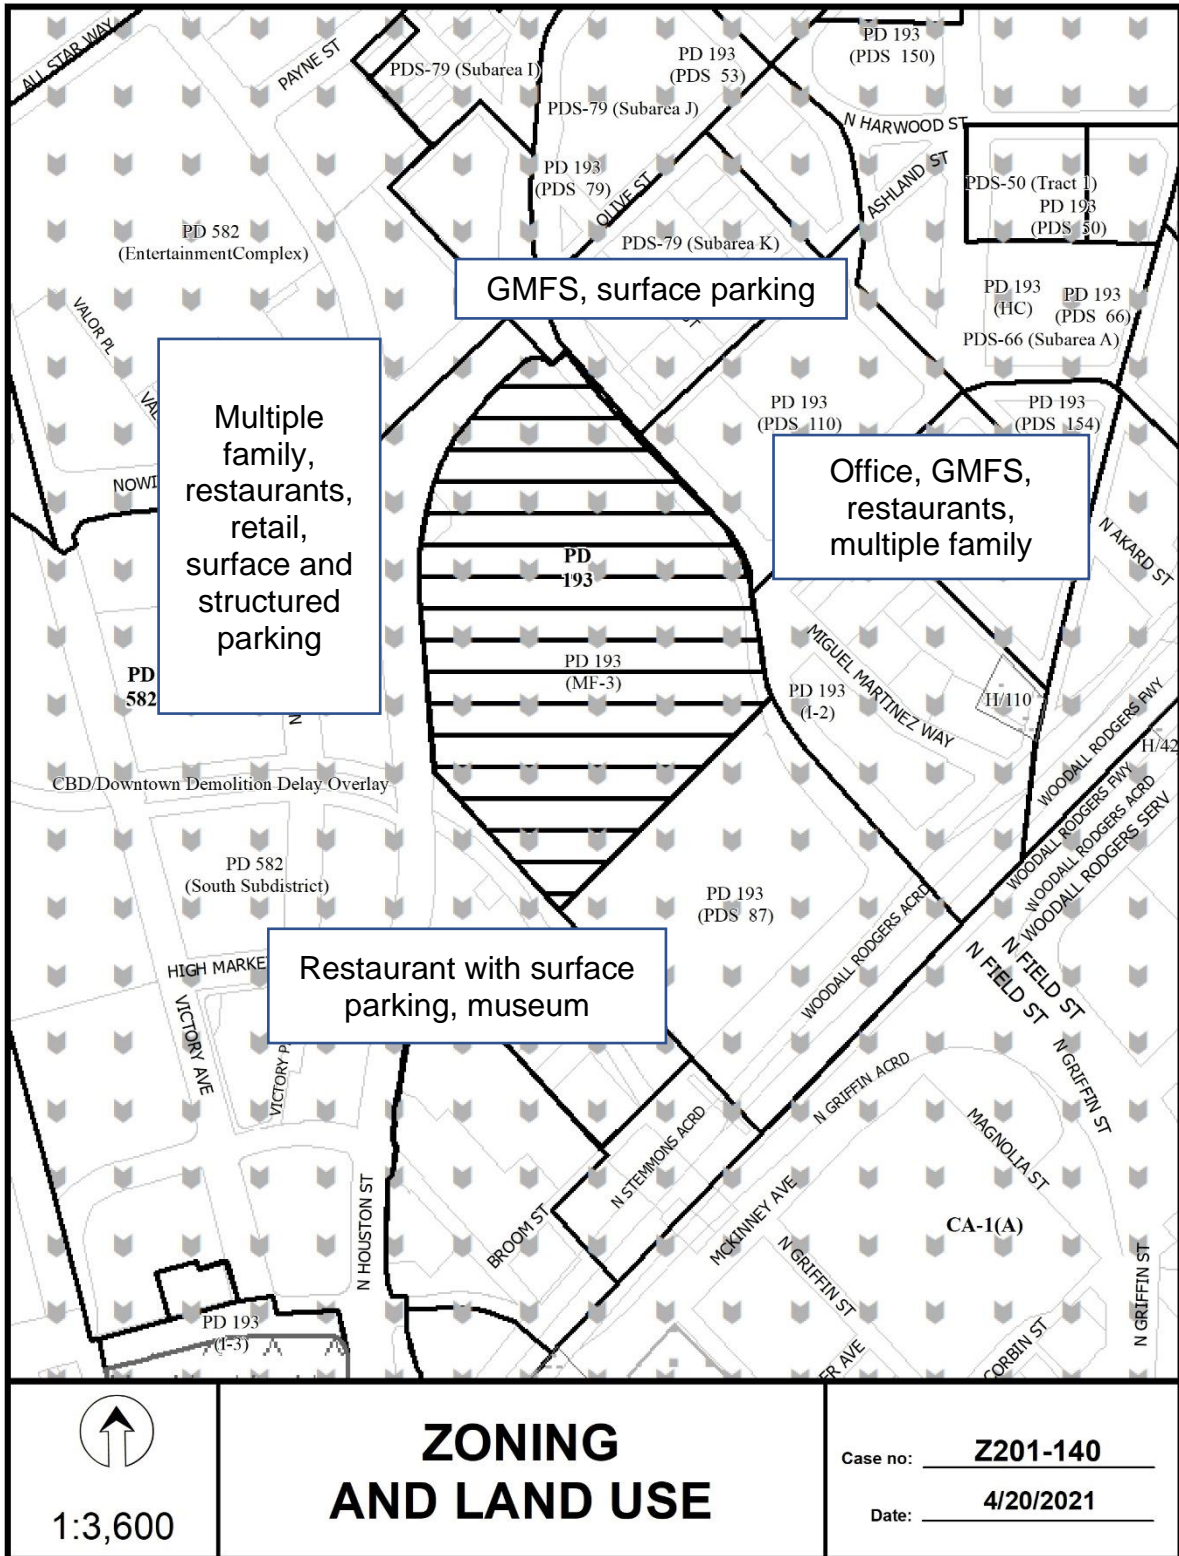 ALL STAR WAY
PAYNE ST
PDS-79 (Subarea I)
PD 193
(PDS 53)
PD 193
(PDS 150)
PDS-79 (Subarea J)
N HARWOOD ST
PD 193
(PDS 79)
OLIVE ST
ASHLAND ST
PDS-50 (Tract 1)
PD 193
(PDS 50)
PD 582
(EntertainmentComplex)
PDS-79 (Subarea K)
GMFS, surface parking
ST
PD 193
(HC)
PD 193
(PDS 66)
PDS-66 (Subarea A)
VALOR PL
Multiple
family,
restaurants,
retail,
surface and
structured
parking
PD 193
(PDS 110)
PD 193
(PDS 154)
Office, GMFS,
restaurants,
multiple family
N AKARD ST
PD
193
PD 193
(MF-3)
PD
582
N
MIGUEL MARTINEZ WAY
PD 193
(I-2)
H/110
WOODALL RODGERS FWY
H/42
WOODALL RODGERS FWY
WOODALL RODGERS ACRD
WOODALL RODGERS SERV
CBD/Downtown Demolition Delay Overlay
PD 582
(South Subdistrict)
PD 193
(PDS 87)
WOODALL RODGERS ACRD
N FIELD ST
N FIELD ST
HIGH MARKET
Restaurant with surface
parking, museum
VICTORY AVE
VICTORY P
N GRIFFIN ACRD
N GRIFFIN ST
MAGNOLIA ST
N STEMMONS ACRD
MCKINNEY AVE
BROOM ST
N HOUSTON ST
CA-1(A)
N GRIFFIN ST
N GRIFFIN ST
CORBIN ST
ER AVE
PD 193
(I-3)
1:3,600
ZONING
AND LAND USE
Case no: Z201-140
Date: 4/20/2021